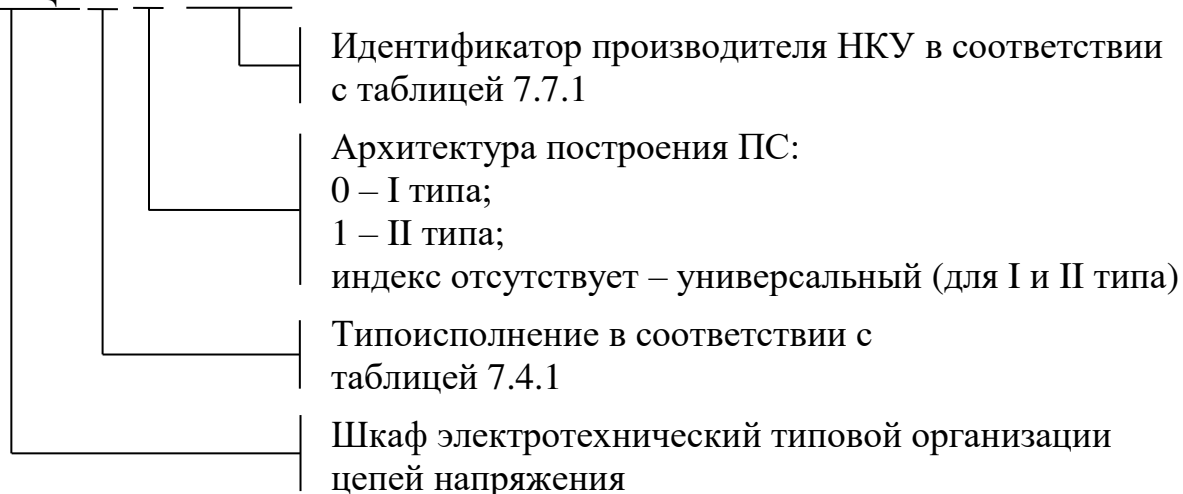 Идентификатор производителя НКУ в соответствии
с таблицей 7.7.1
Архитектура построения ПС:
0 – I типа;
1 – II типа;
индекс отсутствует – универсальный (для I и II типа)
Типоисполнение в соответствии с
таблицей 7.4.1
Шкаф электротехнический типовой организации
цепей напряжения